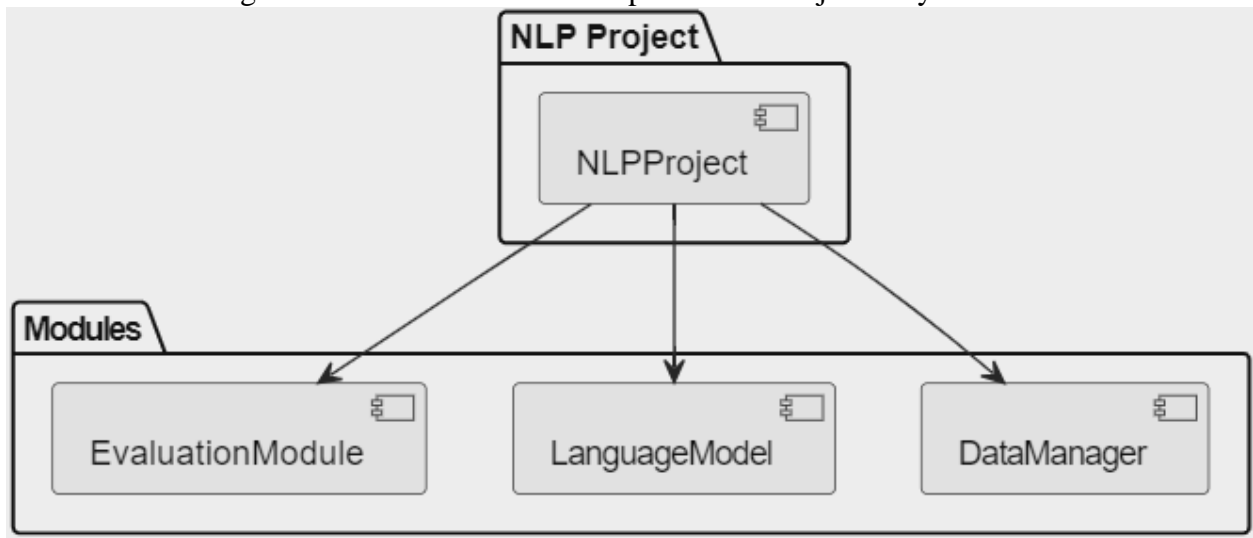 NLP Project
NLPProject
Modules
EvaluationModule
LanguageModel
DataManager